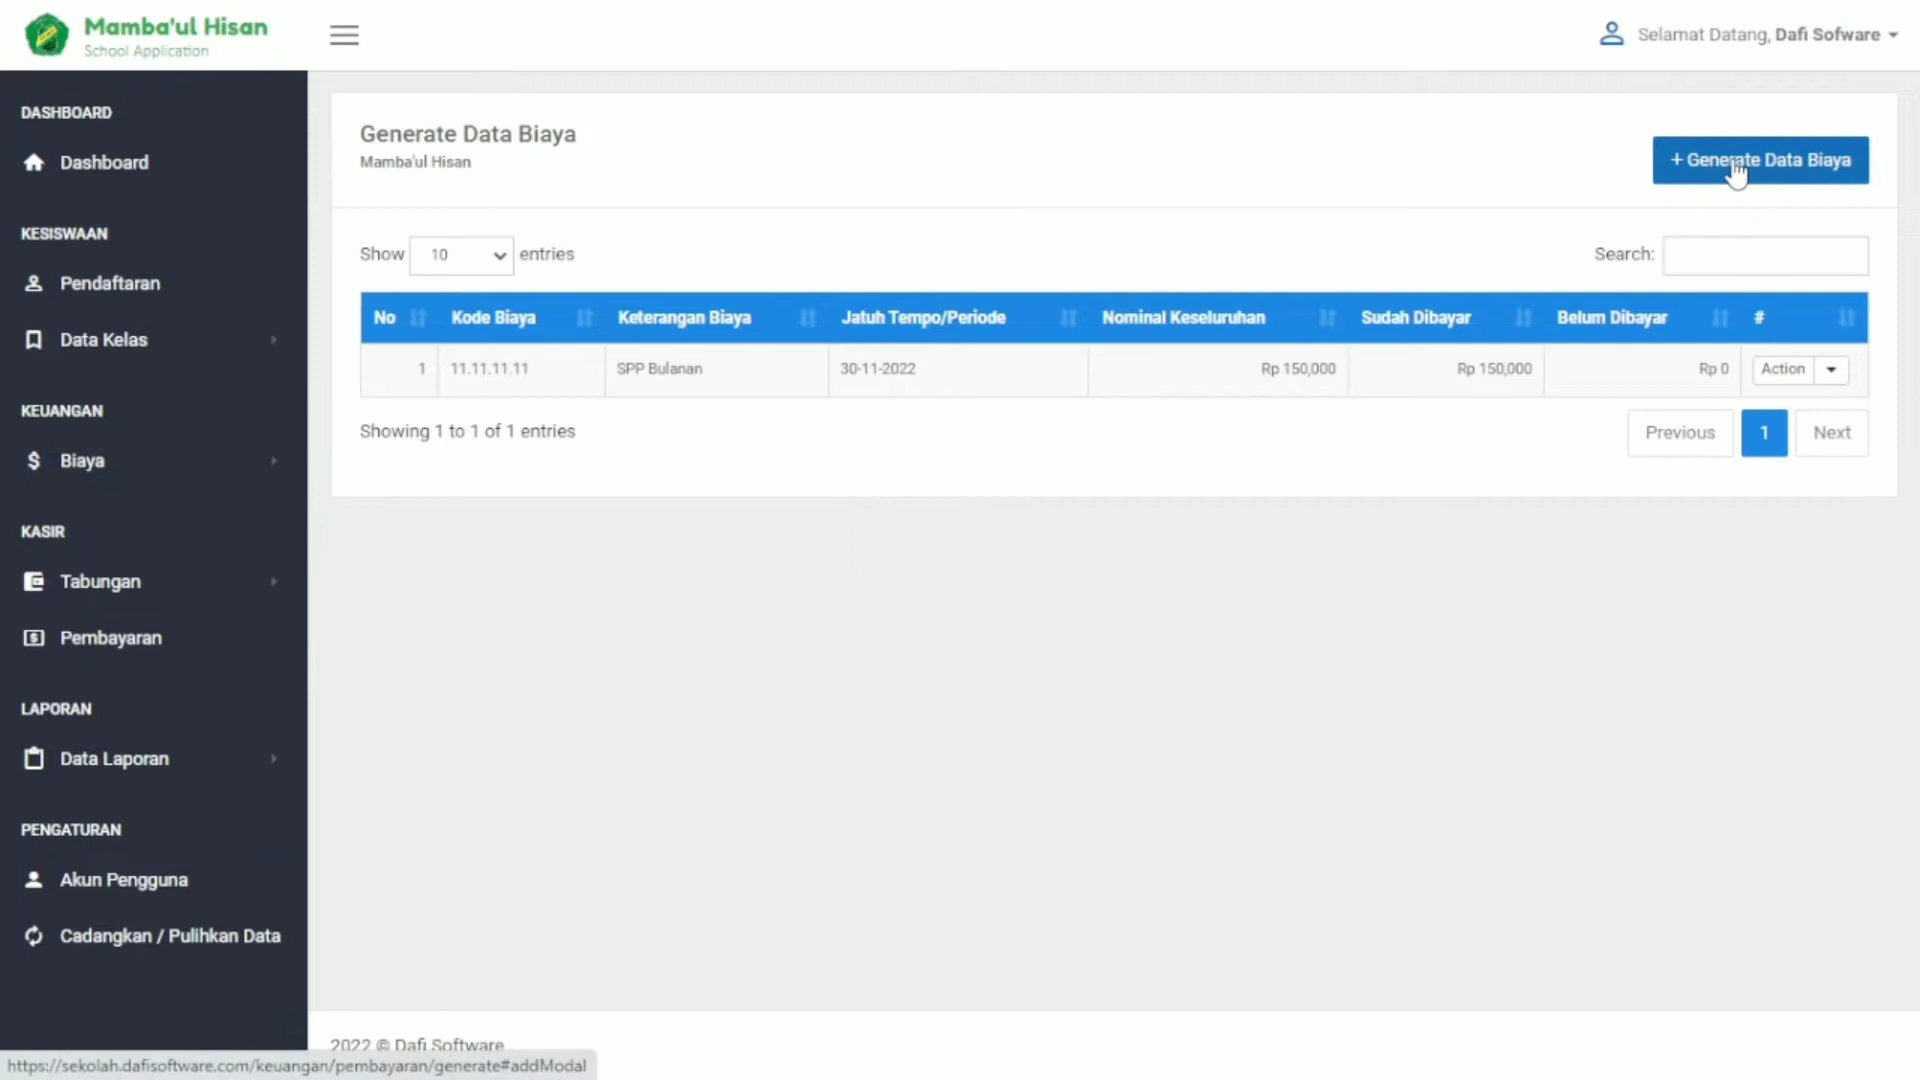 Mamba'ul Hisan
School Application
Selamat Datang, Dafi Sofware
DASHBOARD
Dashboard
KESISWAAN
Pendaftaran
Data Kelas
KEUANGAN
Biaya
KASIR
Tabungan
Pembayaran
LAPORAN
Data Laporan
PENGATURAN
Akun Pengguna
Cadangkan / Pulihkan Data
Generate Data Biaya
Mamba'ul Hisan
+ Generate Data Biaya
Show 10 entries
Search:
No Kode Biaya Keterangan Biaya Jatuh Tempo/Periode Nominal Keseluruhan Sudah Dibayar Belum Dibayar #
1 11.11.11.11 SPP Bulanan 30-11-2022 Rp 150,000 Rp 150,000 Rp 0 Action
Showing 1 to 1 of 1 entries
Previous 1 Next
2022 © Dafi Software
https://sekolah.dafisoftware.com/keuangan/pembayaran/generate#addModal